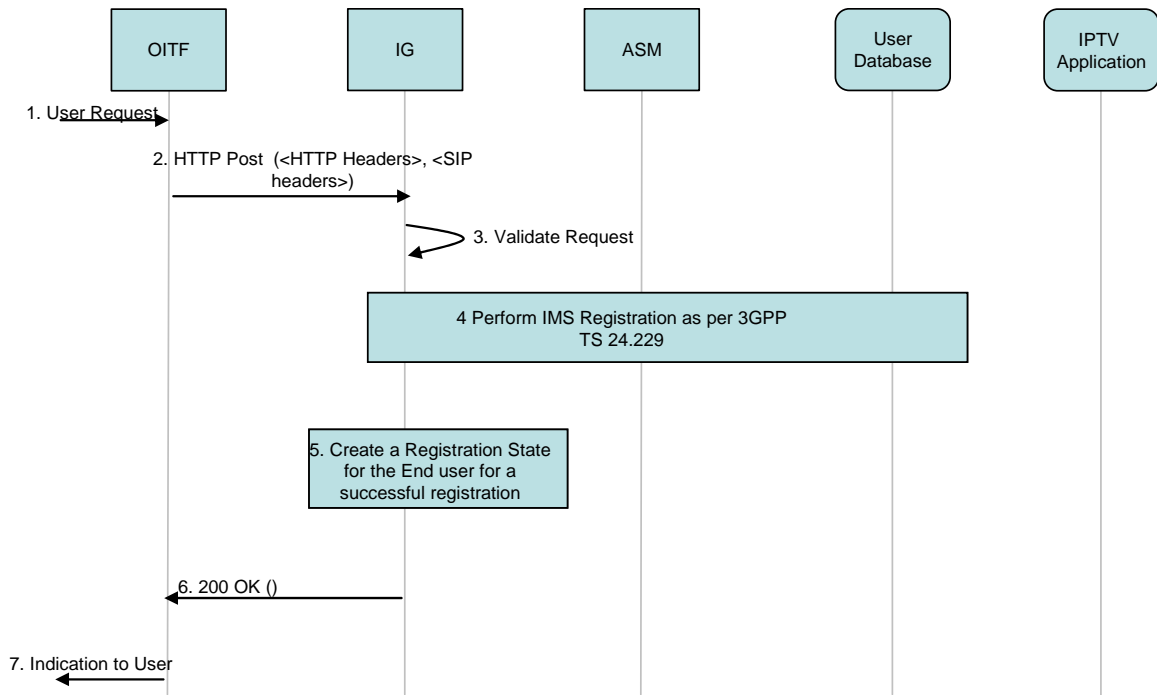 OITF
IG
ASM
User
Database
IPTV
Application
1. User Request
2. HTTP Post  (<HTTP Headers>, <SIP
headers>)
3. Validate Request
4 Perform IMS Registration as per 3GPP
TS 24.229
5. Create a Registration State
for the End user for a
successful registration
6. 200 OK ()
7. Indication to User